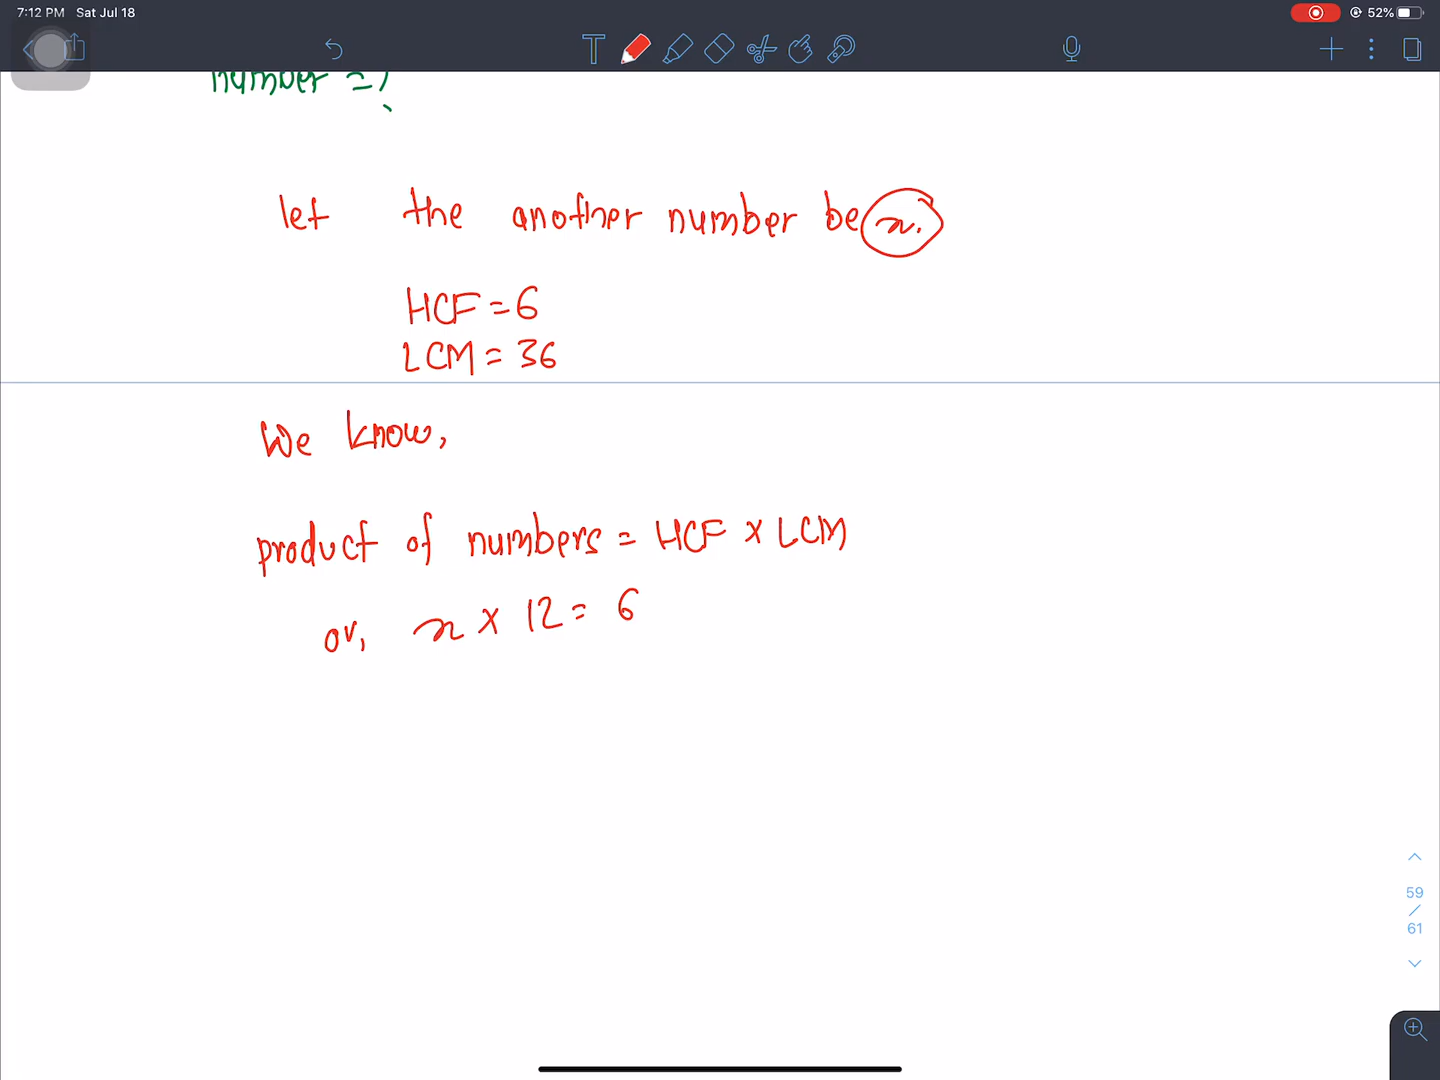 7:12 PM Sat Jul 18
52%
number = ?
let the another number be x.
HCF = 6
LCM = 36
We know,
product of numbers = HCF × LCM
or, x × 12 = 6
59
/
61